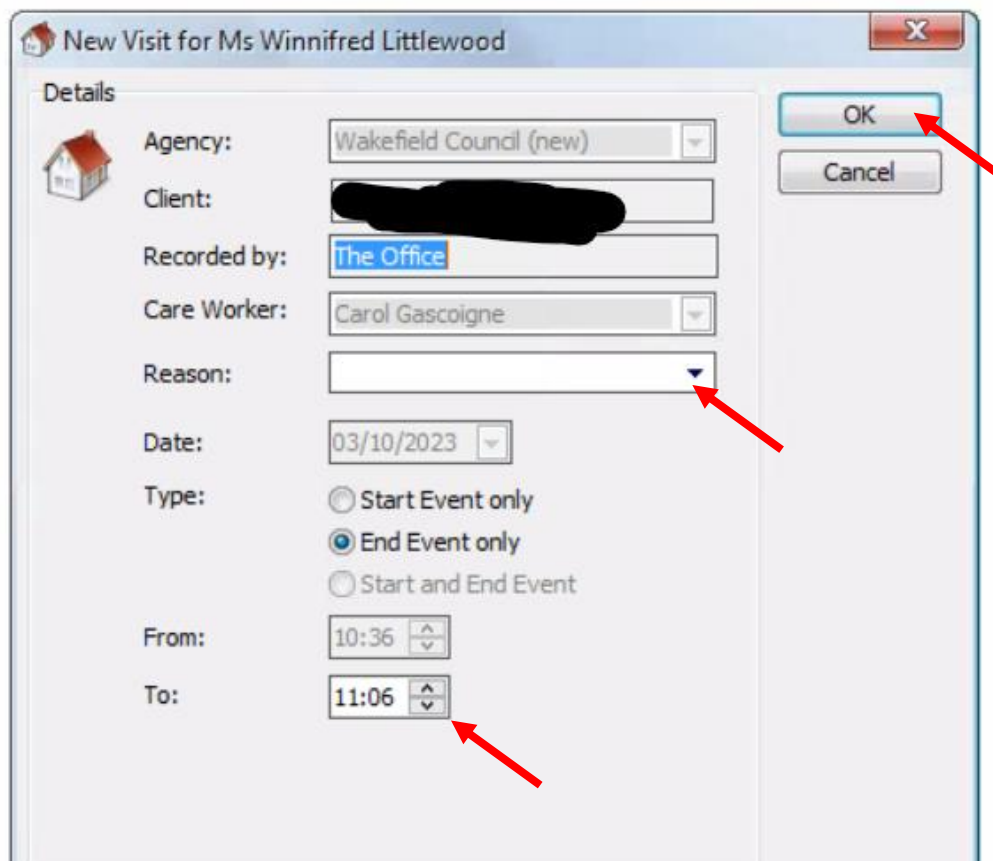 New Visit for Ms Winnifred Littlewood
Details
OK
Agency: Wakefield Council (new)
Cancel
Client:
Recorded by: The Office
Care Worker: Carol Gascoigne
Reason:
Date: 03/10/2023
Type: Start Event only
End Event only
Start and End Event
From: 10:36
To: 11:06